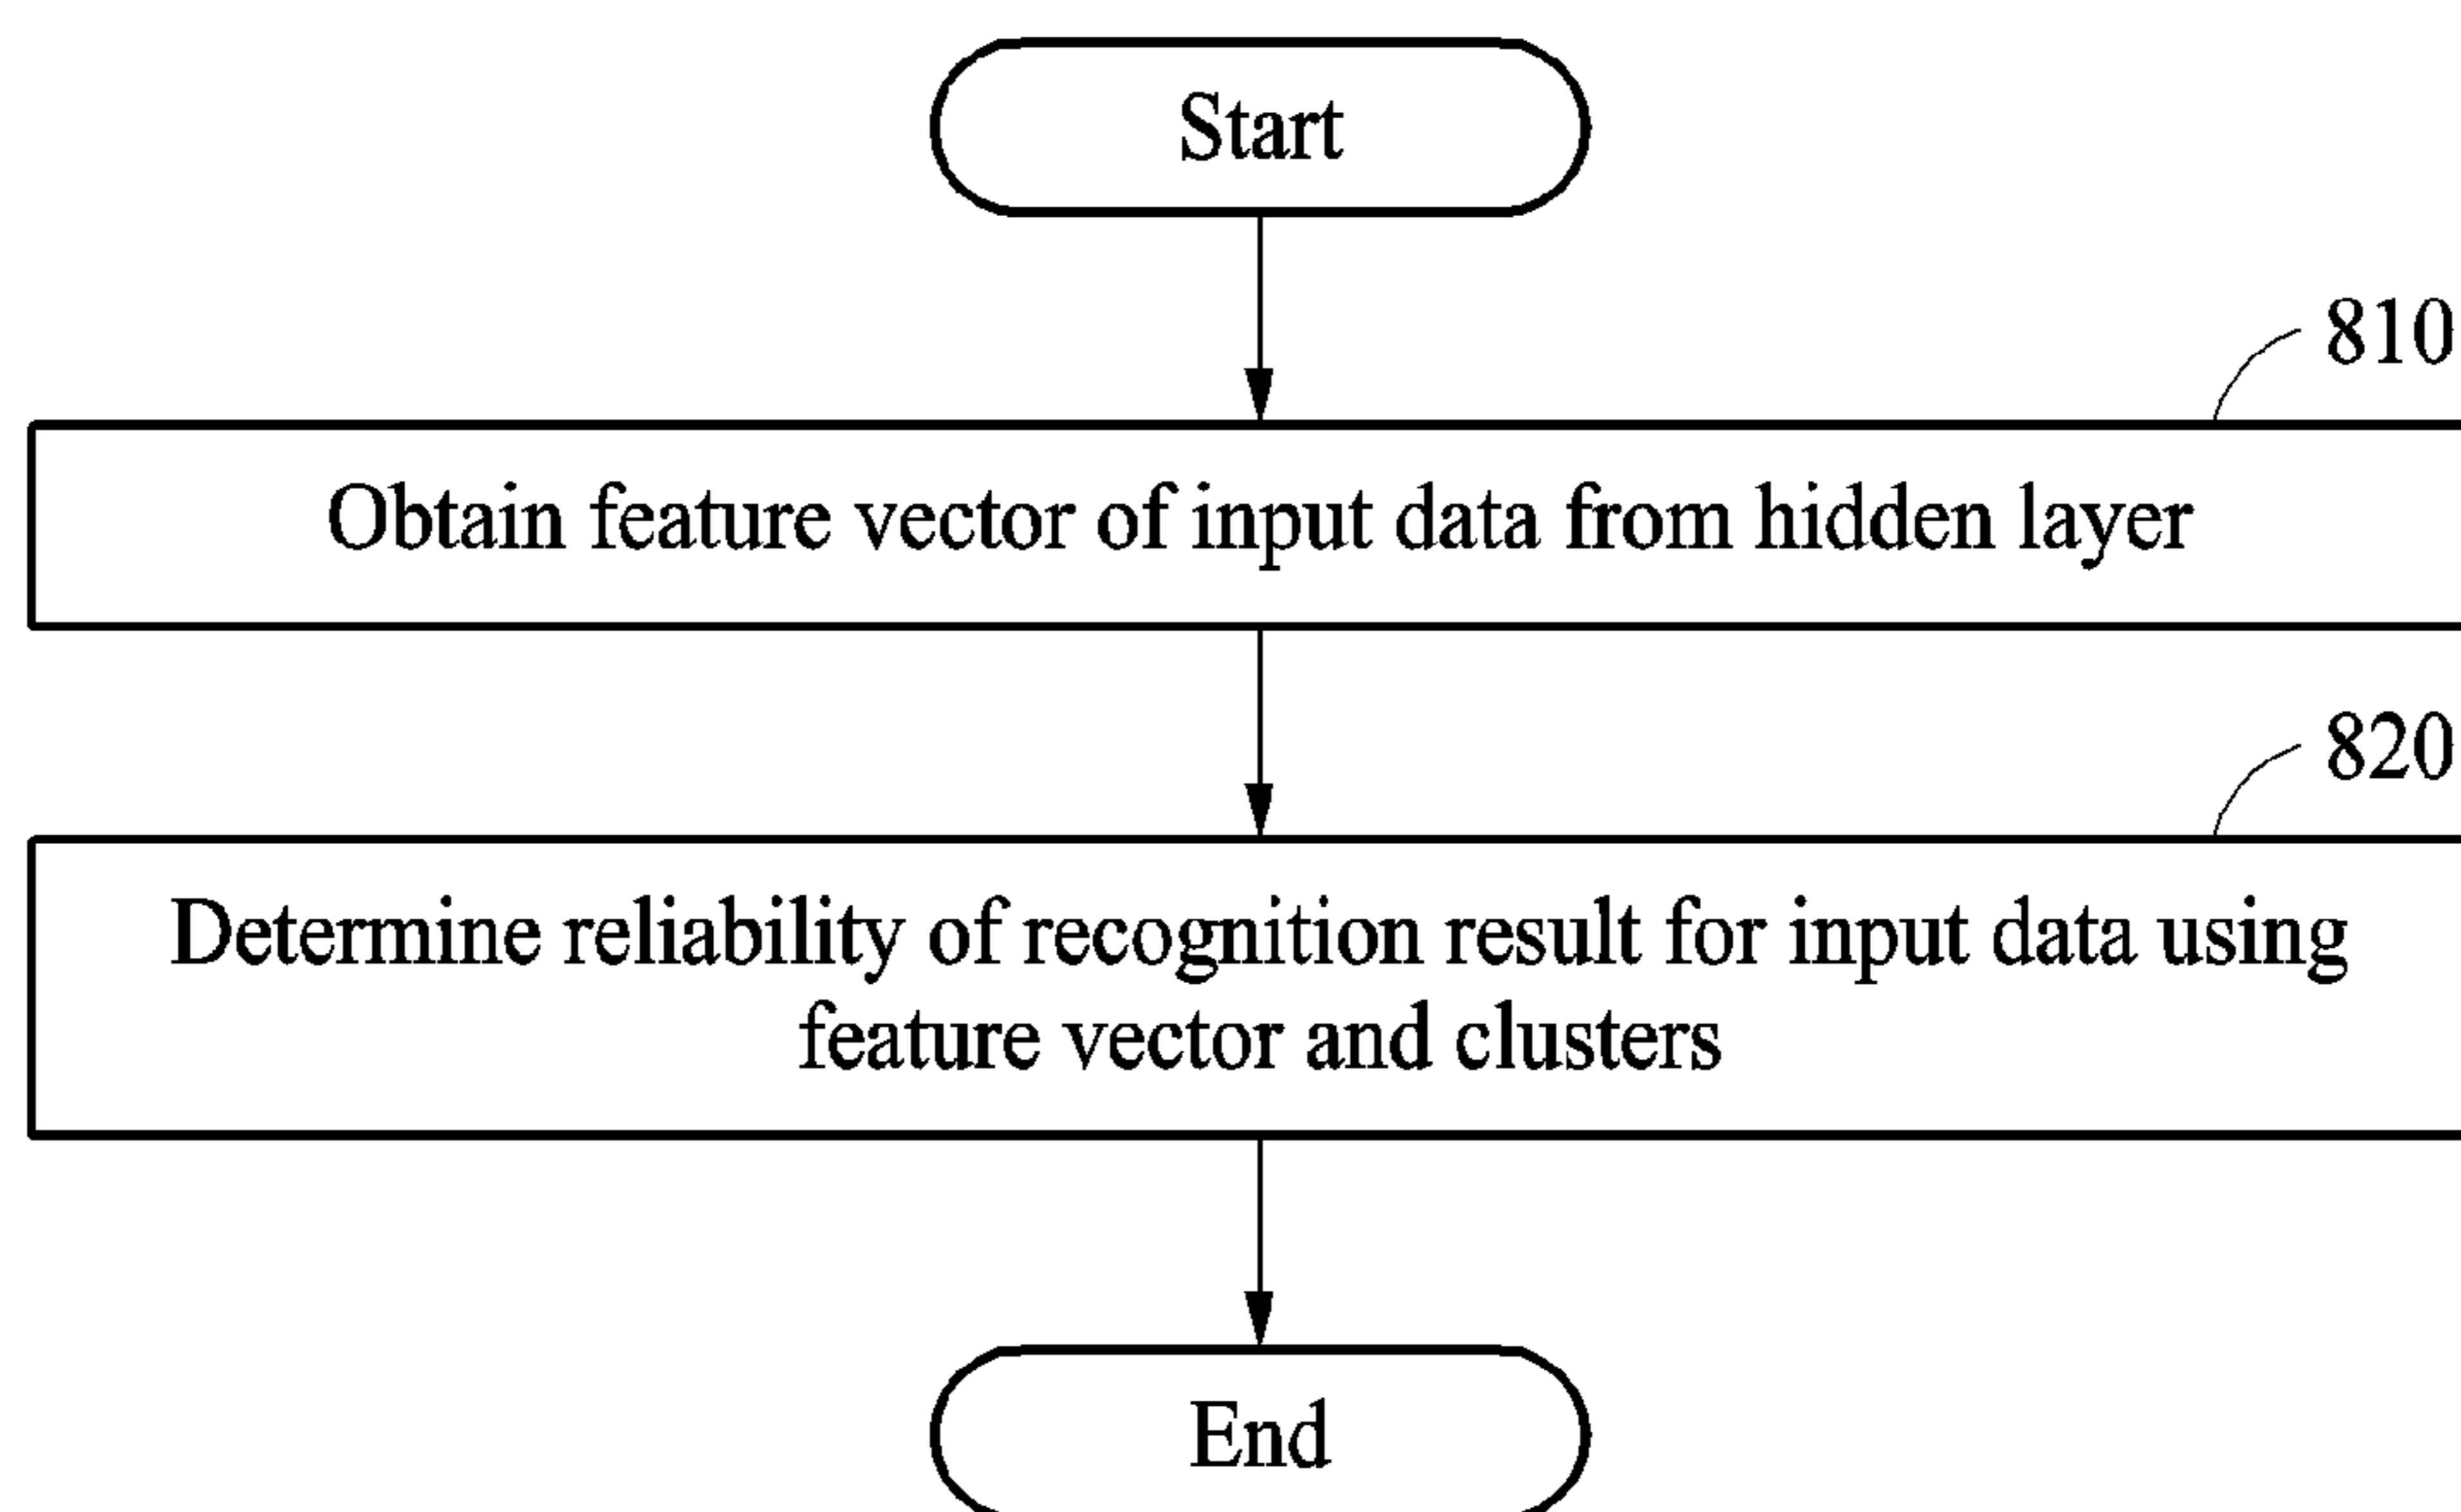 Start
810
Obtain feature vector of input data from hidden layer
820
Determine reliability of recognition result for input data using
feature vector and clusters
End